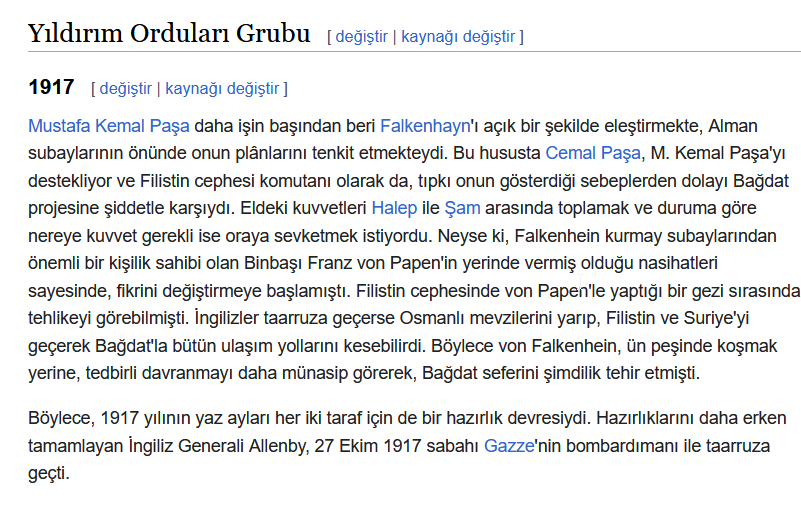 Yıldırım Orduları Grubu [ değiştir | kaynağı değiştir ]
1917 [ değiştir | kaynağı değiştir ]
Mustafa Kemal Paşa daha işin başından beri Falkenhayn'ı açık bir şekilde eleştirmekte, Alman
subaylarının önünde onun plânlarını tenkit etmekteydi. Bu hususta Cemal Paşa, M. Kemal Paşa'yı
destekliyor ve Filistin cephesi komutanı olarak da, tıpkı onun gösterdiği sebeplerden dolayı Bağdat
projesine şiddetle karşıydı. Eldeki kuvvetleri Halep ile Şam arasında toplamak ve duruma göre
nereye kuvvet gerekli ise oraya sevketmek istiyordu. Neyse ki, Falkenhein kurmay subaylarından
önemli bir kişilik sahibi olan Binbaşı Franz von Papen'in yerinde vermiş olduğu nasihatleri
sayesinde, fikrini değiştirmeye başlamıştı. Filistin cephesinde von Papen'le yaptığı bir gezi sırasında
tehlikeyi görebilmişti. İngilizler taarruza geçerse Osmanlı mevzilerini yarıp, Filistin ve Suriye'yi
geçerek Bağdat'la bütün ulaşım yollarını kesebilirdi. Böylece von Falkenhein, ün peşinde koşmak
yerine, tedbirli davranmayı daha münasip görerek, Bağdat seferini şimdilik tehir etmişti.
Böylece, 1917 yılının yaz ayları her iki taraf için de bir hazırlık devresiydi. Hazırlıklarını daha erken
tamamlayan İngiliz Generali Allenby, 27 Ekim 1917 sabahı Gazze'nin bombardımanı ile taarruza
geçti.